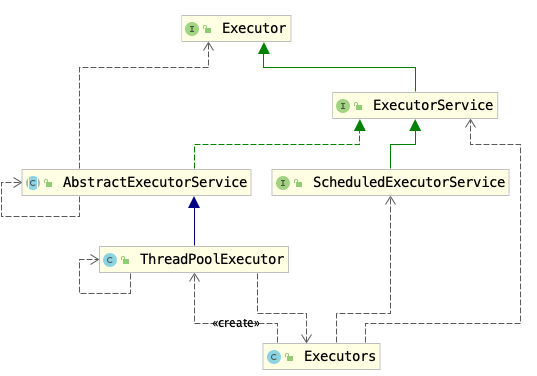 Executor
ExecutorService
AbstractExecutorService
ScheduledExecutorService
ThreadPoolExecutor
«create»
Executors